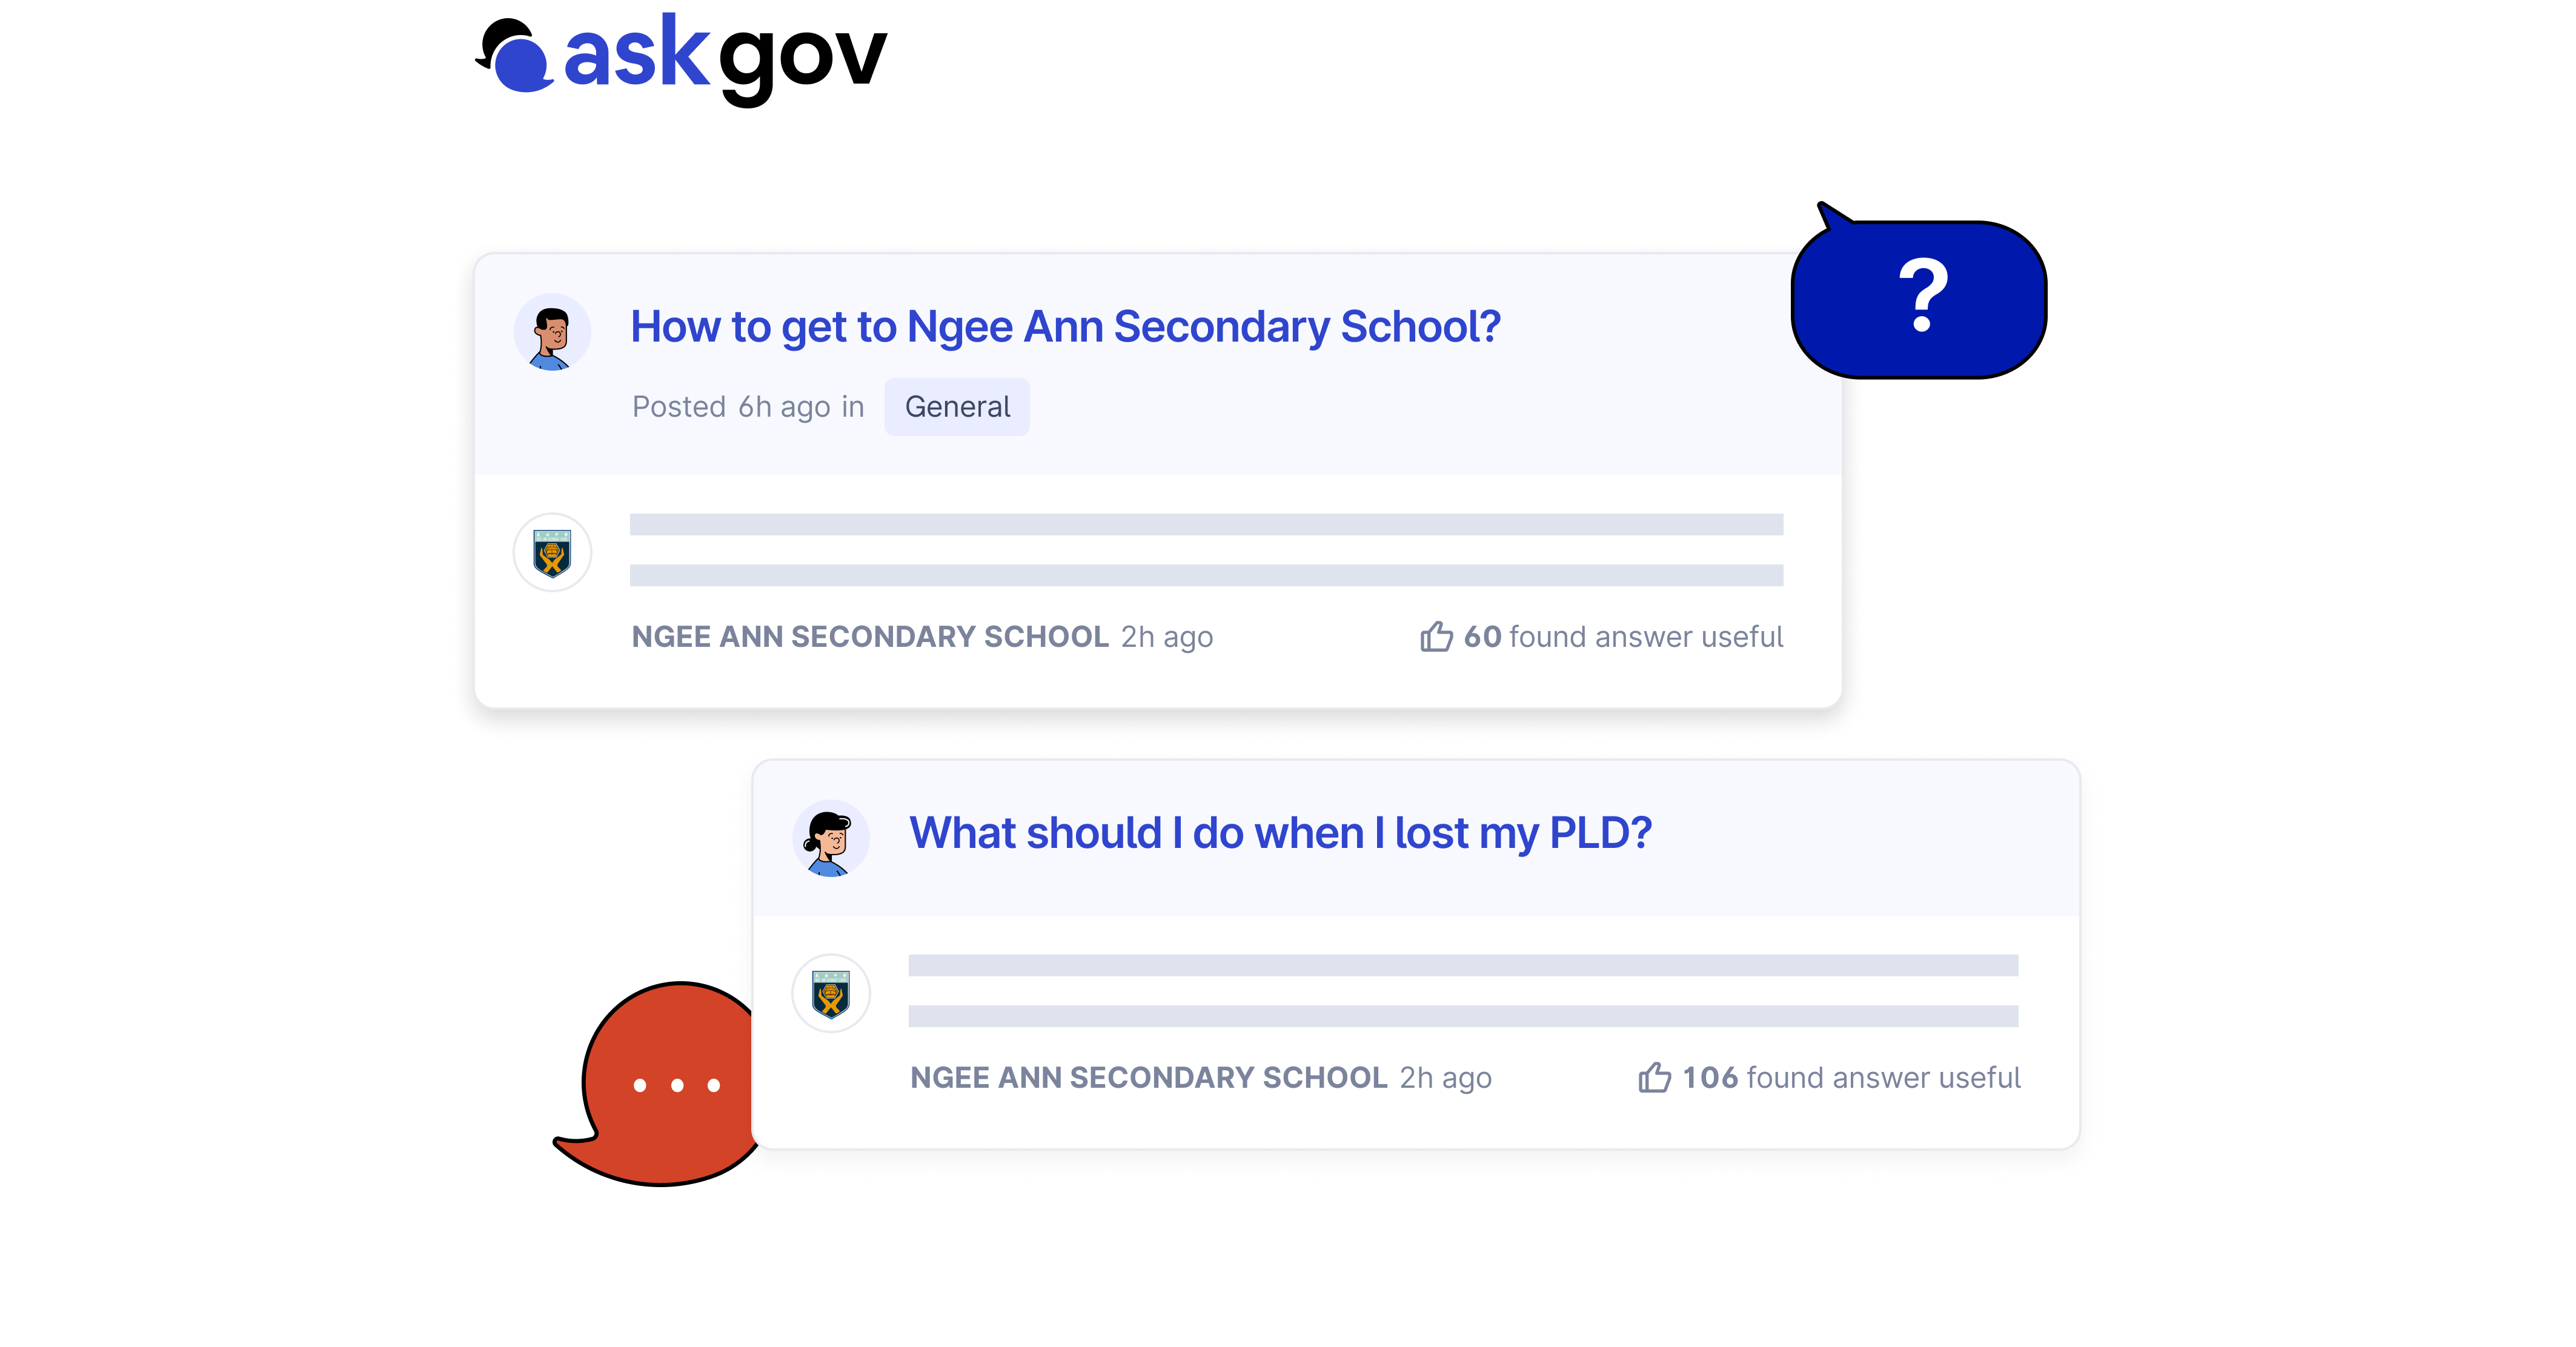 askgov
?
How to get to Ngee Ann Secondary School?
Posted 6h ago in General
NGEE ANN SECONDARY SCHOOL 2h ago 60 found answer useful
What should I do when I lost my PLD?
NGEE ANN SECONDARY SCHOOL 2h ago 106 found answer useful